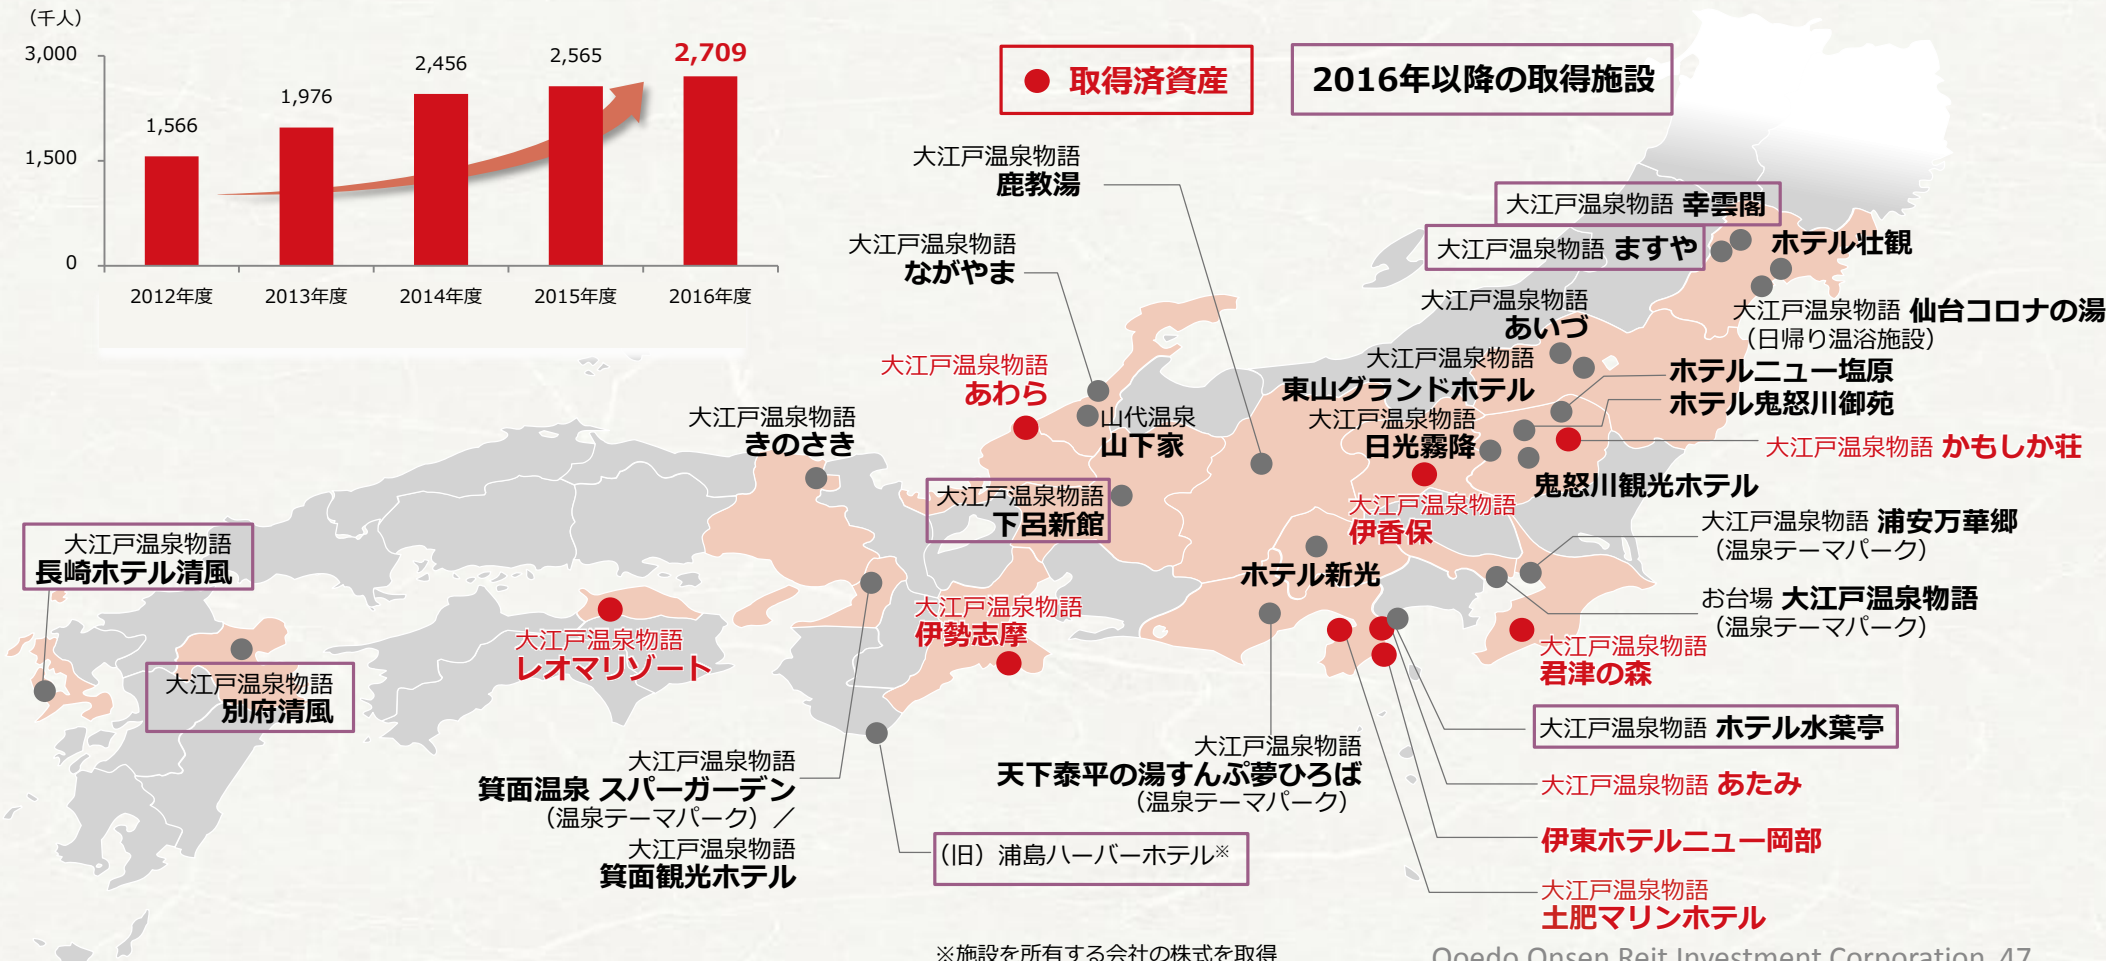 （千人）
3,000
1,500
0
1,566
1,976
2,456
2,565
2,709
2012年度
2013年度
2014年度
2015年度
2016年度
● 取得済資産
2016年以降の取得施設
大江戸温泉物語
鹿教湯
大江戸温泉物語
ながやま
大江戸温泉物語 幸雲閣
大江戸温泉物語 ますや
ホテル壮観
大江戸温泉物語 仙台コロナの湯
（日帰り温浴施設）
大江戸温泉物語
あいづ
大江戸温泉物語
東山グランドホテル
ホテルニュー塩原
ホテル鬼怒川御苑
大江戸温泉物語
日光霧降
大江戸温泉物語 かもしか荘
鬼怒川観光ホテル
大江戸温泉物語
あわら
山代温泉
山下家
大江戸温泉物語
きのさき
大江戸温泉物語
下呂新館
大江戸温泉物語
伊香保
大江戸温泉物語 浦安万華郷
（温泉テーマパーク）
ホテル新光
お台場 大江戸温泉物語
（温泉テーマパーク）
大江戸温泉物語
長崎ホテル清風
大江戸温泉物語
別府清風
大江戸温泉物語
レオマリゾート
大江戸温泉物語
伊勢志摩
大江戸温泉物語
君津の森
大江戸温泉物語 ホテル水葉亭
大江戸温泉物語
天下泰平の湯すんぷ夢ひろば
（温泉テーマパーク）
大江戸温泉物語
箕面温泉 スパーガーデン
（温泉テーマパーク）／
大江戸温泉物語
箕面観光ホテル
大江戸温泉物語 あたみ
伊東ホテルニュー岡部
（旧）浦島ハーバーホテル※
大江戸温泉物語
土肥マリンホテル
※施設を所有する会社の株式を取得
Ooedo Onsen Reit Investment Corporation 47